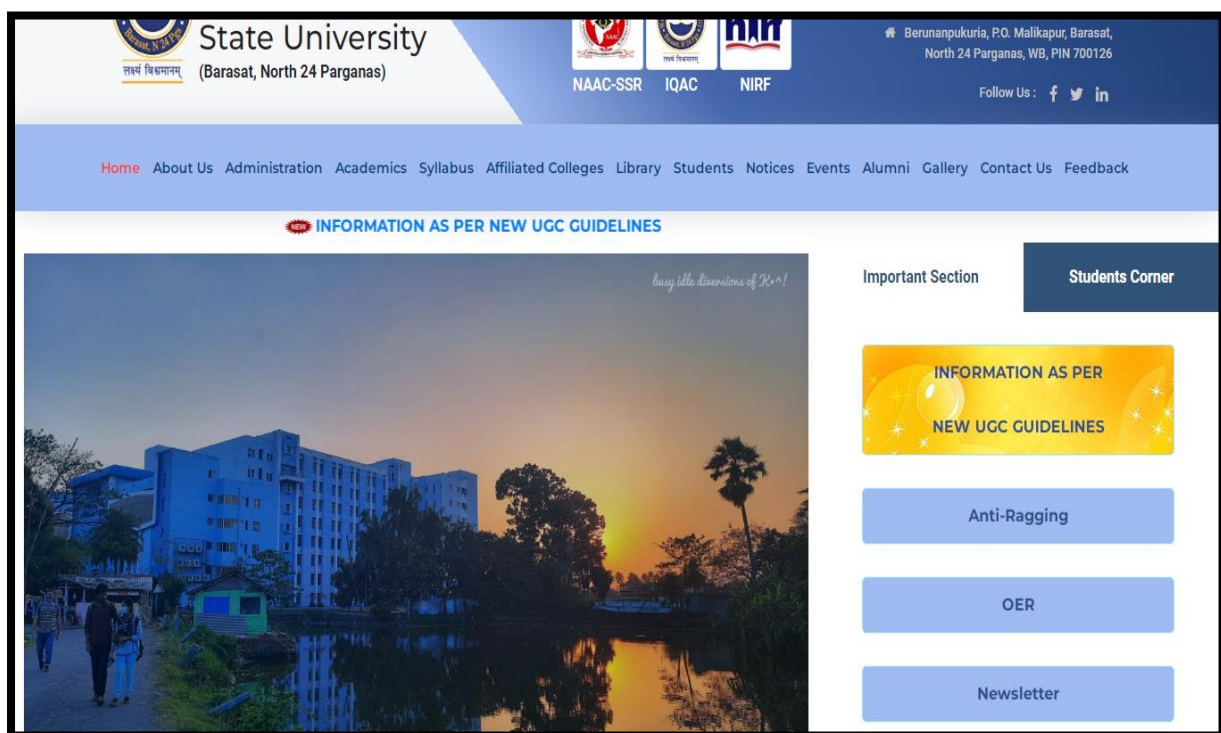 Barasat, N 24 Pgs
लक्ष्यं विश्वमानम्
State University
(Barasat, North 24 Parganas)
NAAC-SSR IQAC NIRF
Berunanpukuria, P.O. Malikapur, Barasat,
North 24 Parganas, WB, PIN 700126
Follow Us :
Home About Us Administration Academics Syllabus Affiliated Colleges Library Students Notices Events Alumni Gallery Contact Us Feedback
NEW INFORMATION AS PER NEW UGC GUIDELINES
busy idle diversions of
Important Section
Students Corner
INFORMATION AS PER
NEW UGC GUIDELINES
Anti-Ragging
OER
Newsletter